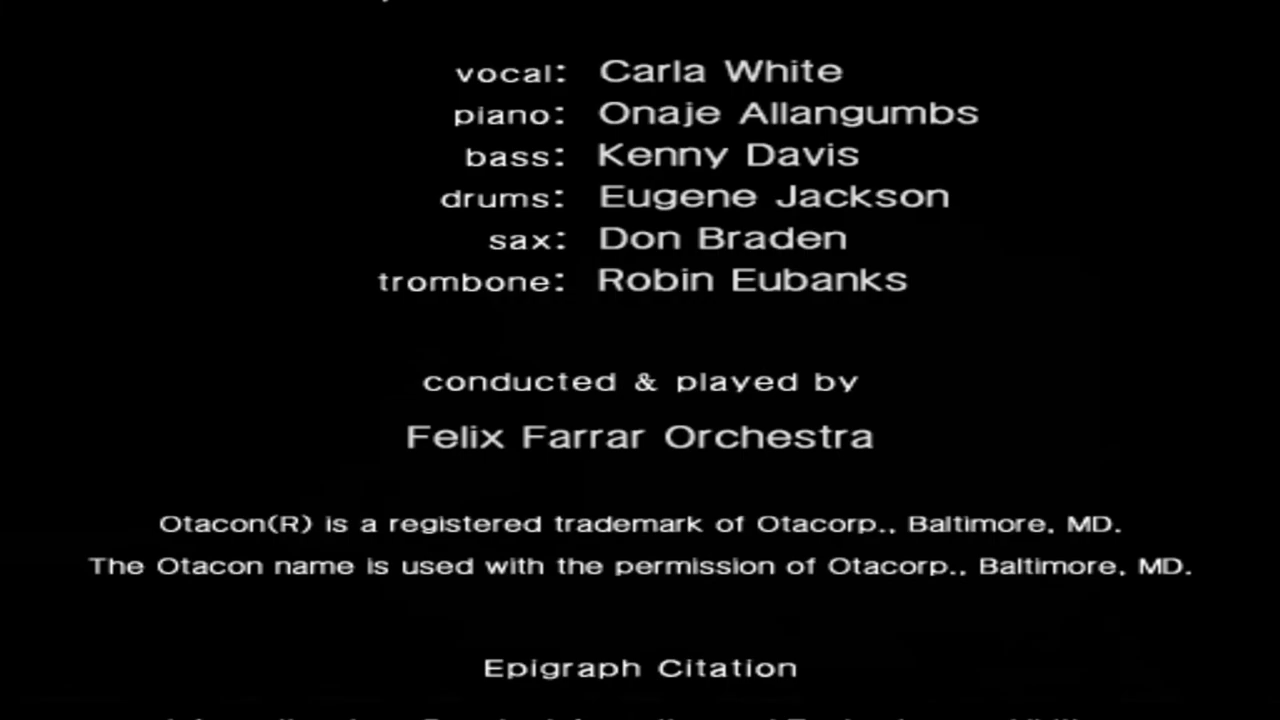 vocal: Carla White
piano: Onaje Allangumbs
bass: Kenny Davis
drums: Eugene Jackson
sax: Don Braden
trombone: Robin Eubanks
conducted & played by
Felix Farrar Orchestra
Otacon(R) is a registered trademark of Otacorp., Baltimore, MD.
The Otacon name is used with the permission of Otacorp., Baltimore, MD.
Epigraph Citation